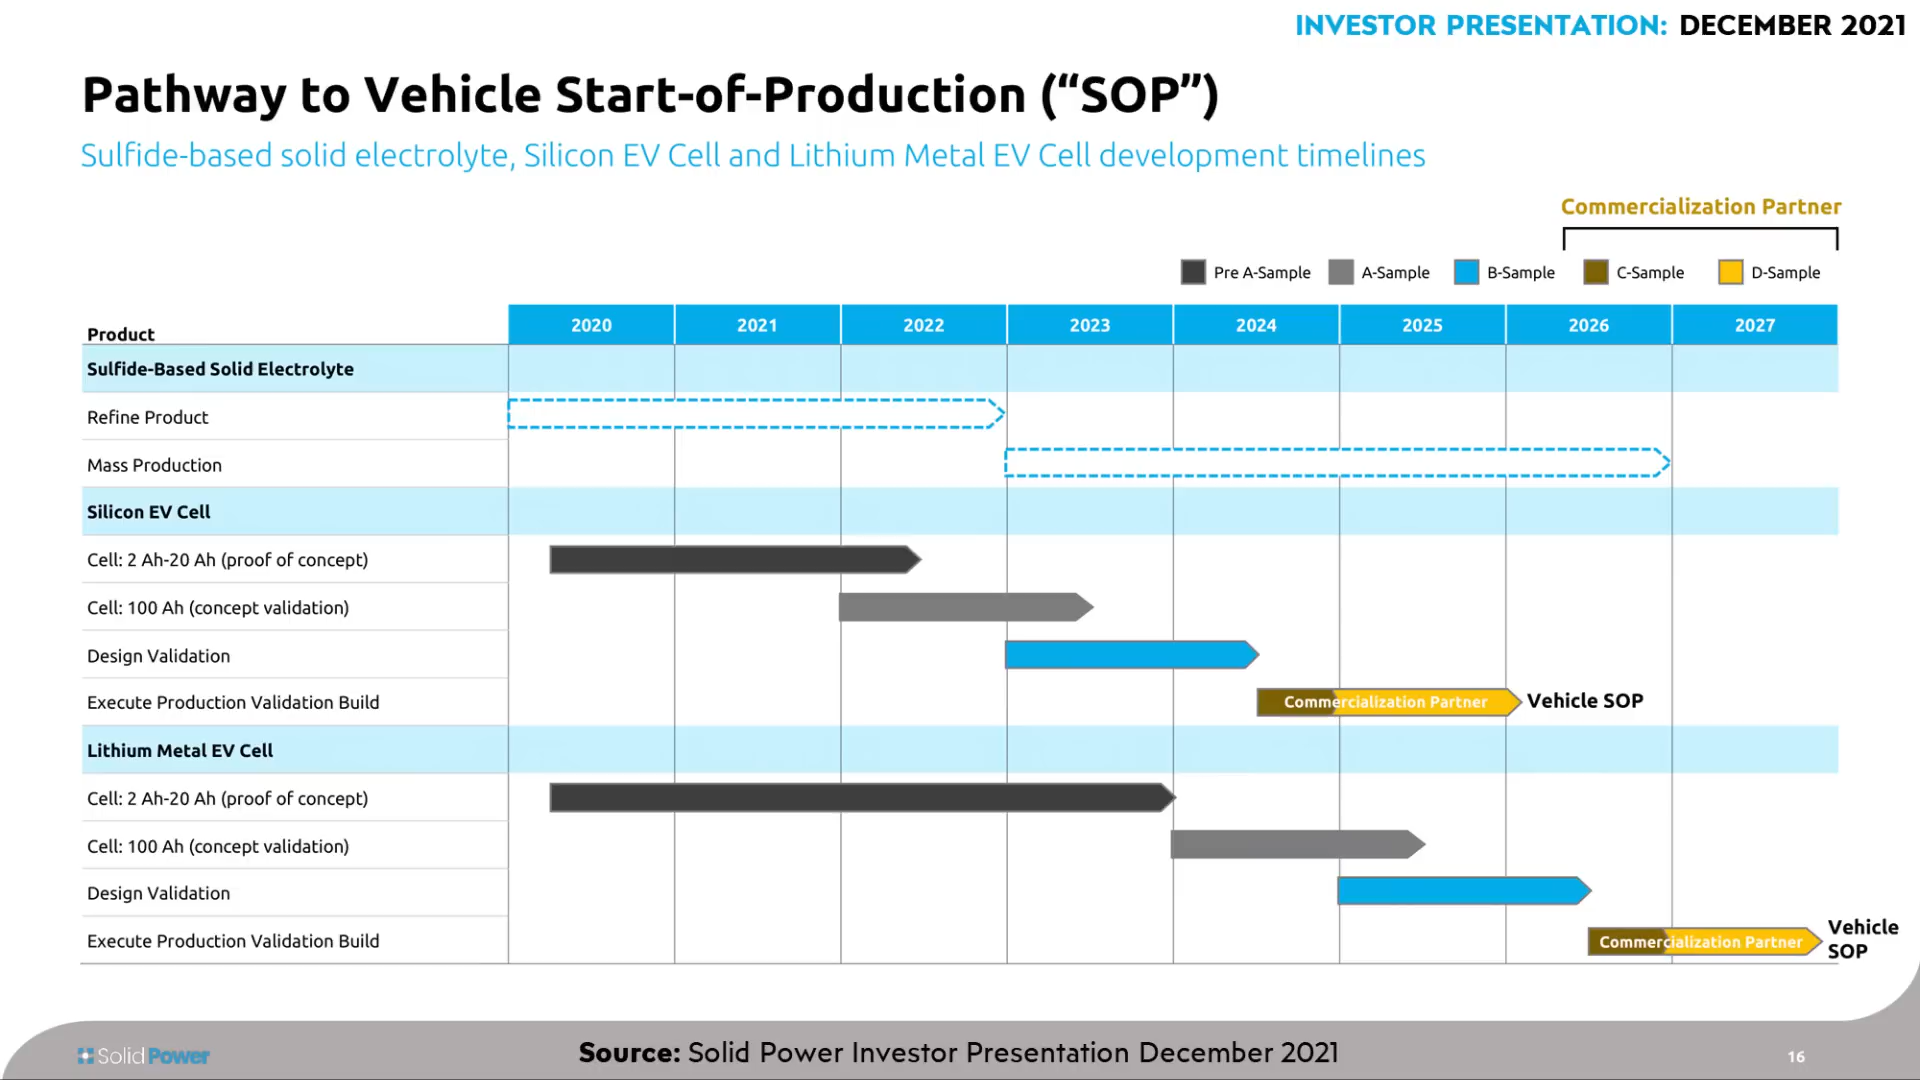 INVESTOR PRESENTATION: DECEMBER 2021
Pathway to Vehicle Start-of-Production (“SOP”)
Sulfide-based solid electrolyte, Silicon EV Cell and Lithium Metal EV Cell development timelines
Commercialization Partner
Pre A-Sample A-Sample B-Sample C-Sample D-Sample
Product 2020 2021 2022 2023 2024 2025 2026 2027
Sulfide-Based Solid Electrolyte
Refine Product
Mass Production
Silicon EV Cell
Cell: 2 Ah-20 Ah (proof of concept)
Cell: 100 Ah (concept validation)
Design Validation
Execute Production Validation Build Commercialization Partner Vehicle SOP
Lithium Metal EV Cell
Cell: 2 Ah-20 Ah (proof of concept)
Cell: 100 Ah (concept validation)
Design Validation
Execute Production Validation Build Commercialization Partner Vehicle
SOP
Solid Power Source: Solid Power Investor Presentation December 2021 16